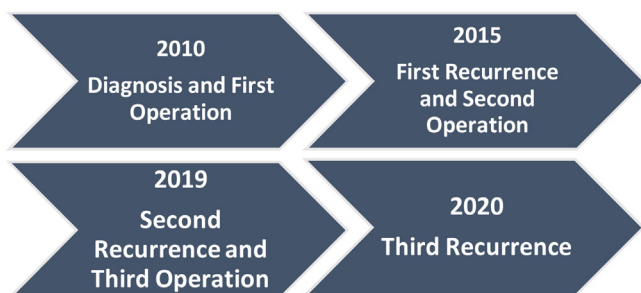 2010
Diagnosis and First
Operation
2015
First Recurrence
and Second
Operation
2019
Second
Recurrence and
Third Operation
2020
Third Recurrence